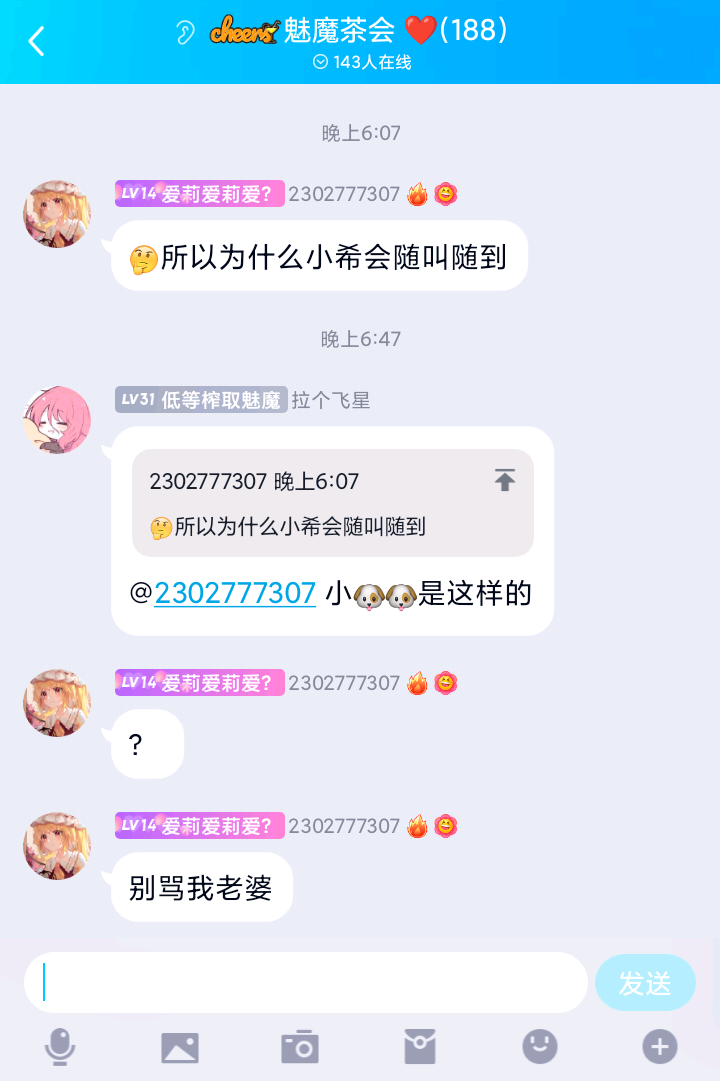 cheers 魅魔茶会 ❤️(188)
143人在线
晚上6:07
LV14 爱莉爱莉爱? 2302777307 🔥
🤔所以为什么小希会随叫随到
晚上6:47
LV31 低等榨取魅魔 拉个飞星
2302777307 晚上6:07
🤔所以为什么小希会随叫随到
@2302777307 小🐶🐶是这样的
LV14 爱莉爱莉爱? 2302777307 🔥
?
LV14 爱莉爱莉爱? 2302777307 🔥
别骂我老婆
发送